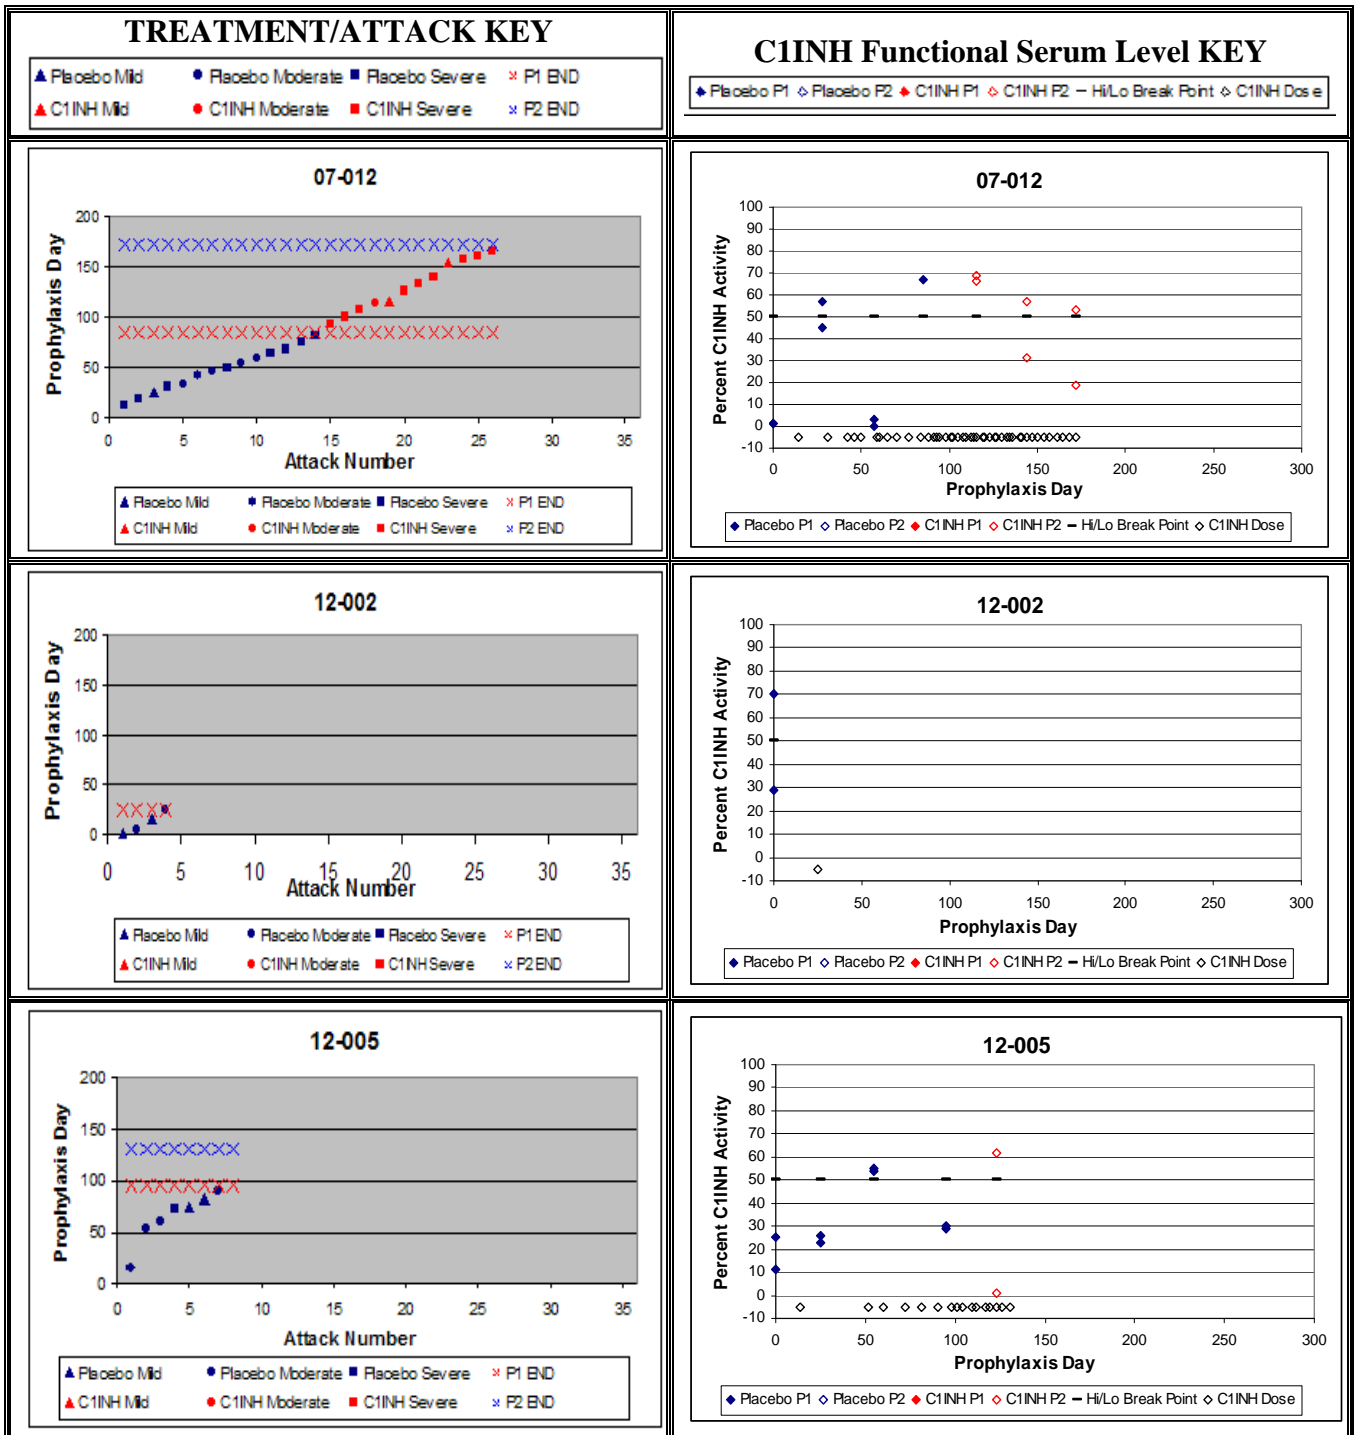 TREATMENT/ATTACK KEY
Placebo Mild Placebo Moderate Placebo Severe P1 END
C1INH Mild C1INH Moderate C1INH Severe P2 END
C1INH Functional Serum Level KEY
Placebo P1 Placebo P2 C1INH P1 C1INH P2 Hi/Lo Break Point C1INH Dose
07-012
Prophylaxis Day
200
150
100
50
0
0 5 10 15 20 25 30 35
Attack Number
Placebo Mild Placebo Moderate Placebo Severe P1 END
C1INH Mild C1INH Moderate C1INH Severe P2 END
07-012
Percent C1INH Activity
100
90
80
70
60
50
40
30
20
10
0
-10
0 50 100 150 200 250 300
Prophylaxis Day
Placebo P1 Placebo P2 C1INH P1 C1INH P2 Hi/Lo Break Point C1INH Dose
12-002
Prophylaxis Day
200
150
100
50
0
0 5 10 15 20 25 30 35
Attack Number
Placebo Mild Placebo Moderate Placebo Severe P1 END
C1INH Mild C1INH Moderate C1INH Severe P2 END
12-002
Percent C1INH Activity
100
90
80
70
60
50
40
30
20
10
0
-10
0 50 100 150 200 250 300
Prophylaxis Day
Placebo P1 Placebo P2 C1INH P1 C1INH P2 Hi/Lo Break Point C1INH Dose
12-005
Prophylaxis Day
200
150
100
50
0
0 5 10 15 20 25 30 35
Attack Number
Placebo Mild Placebo Moderate Placebo Severe P1 END
C1INH Mild C1INH Moderate C1INH Severe P2 END
12-005
Percent C1INH Activity
100
90
80
70
60
50
40
30
20
10
0
-10
0 50 100 150 200 250 300
Prophylaxis Day
Placebo P1 Placebo P2 C1INH P1 C1INH P2 Hi/Lo Break Point C1INH Dose